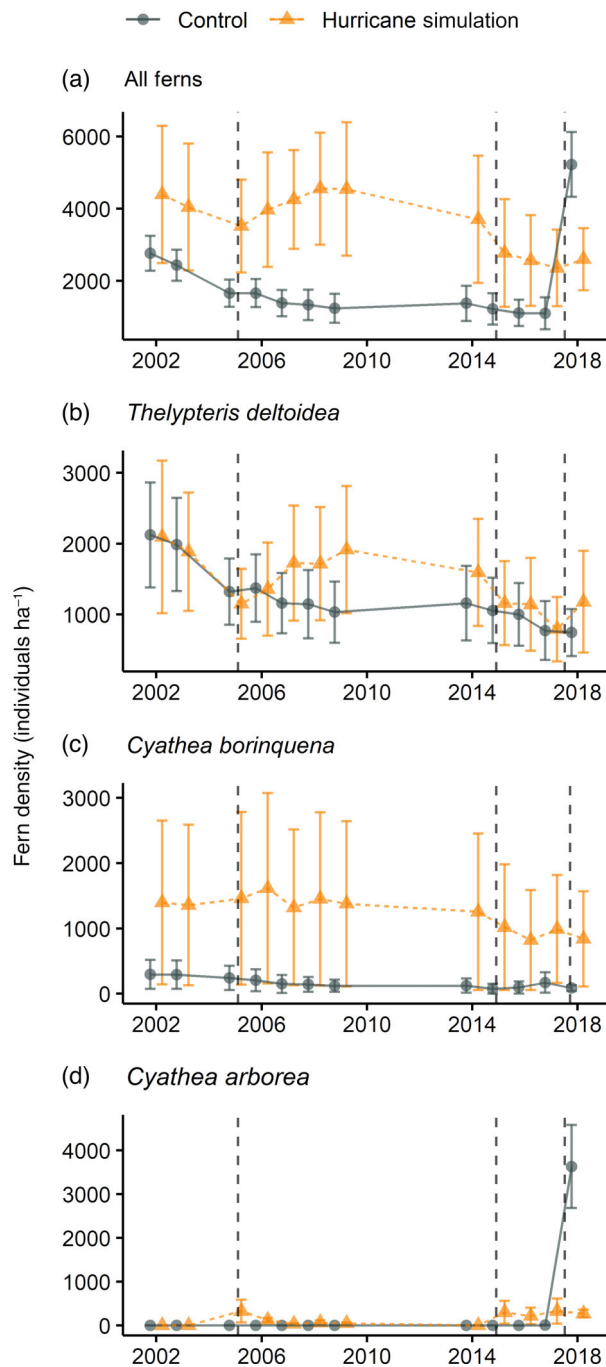 Control Hurricane simulation
(a) All ferns
6000
4000
2000
2002 2006 2010 2014 2018
(b) Thelypteris deltoidea
3000
2000
1000
0
2002 2006 2010 2014 2018
Fern density (individuals ha⁻¹)
(c) Cyathea borinquena
3000
2000
1000
0
2002 2006 2010 2014 2018
(d) Cyathea arborea
4000
3000
2000
1000
0
2002 2006 2010 2014 2018